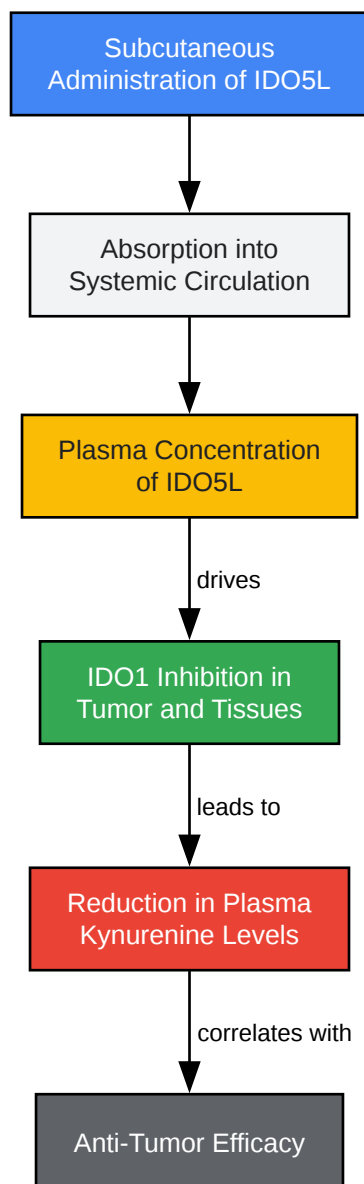 Subcutaneous
Administration of IDO5L
Absorption into
Systemic Circulation
Plasma Concentration
of IDO5L
drives
IDO1 Inhibition in
Tumor and Tissues
leads to
Reduction in Plasma
Kynurenine Levels
correlates with
Anti-Tumor Efficacy